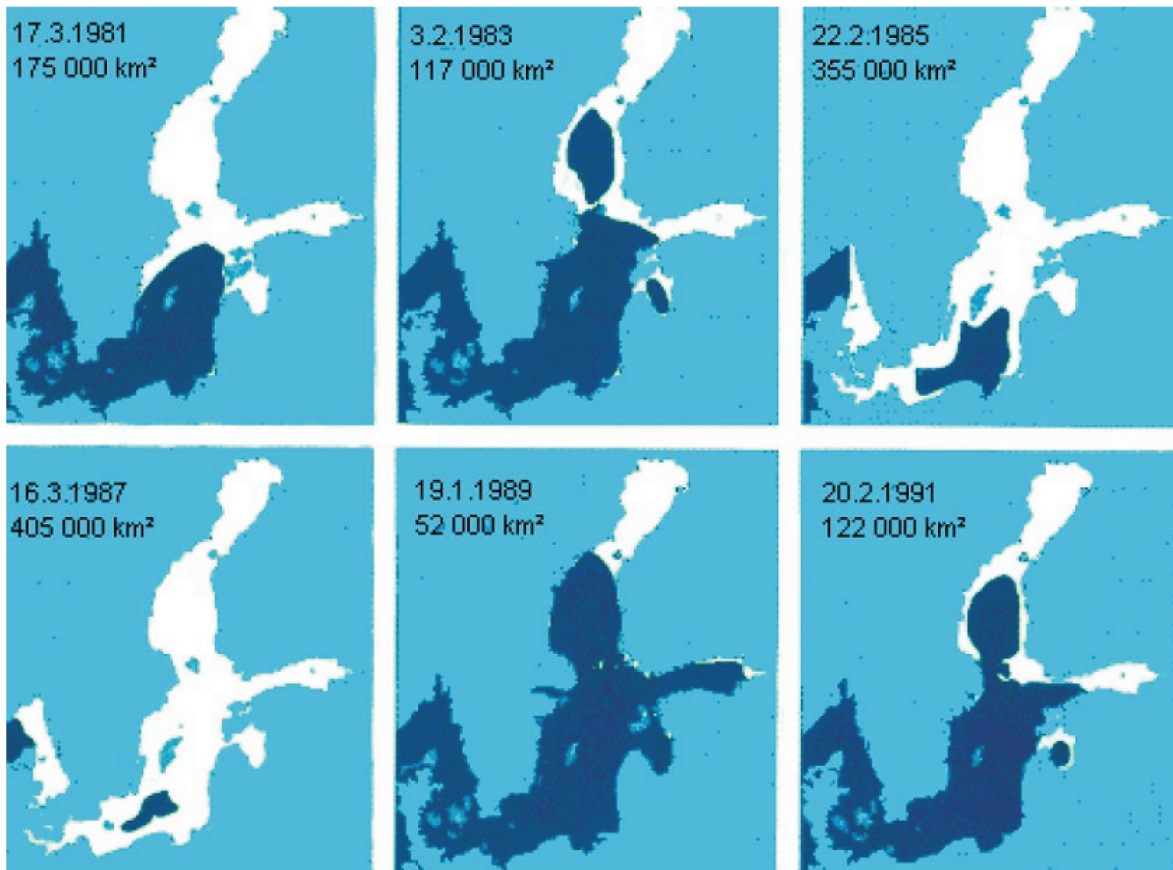 17.3.1981
175 000 km²
3.2.1983
117 000 km²
22.2.1985
355 000 km²
16.3.1987
405 000 km²
19.1.1989
52 000 km²
20.2.1991
122 000 km²